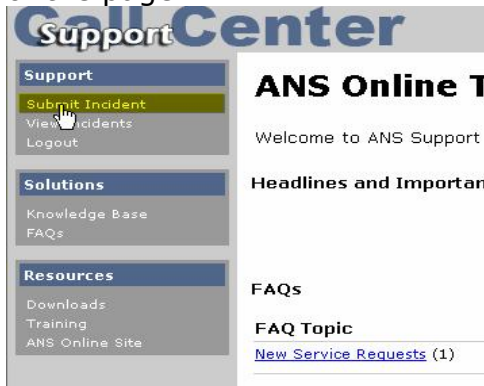 Support Call Center
Support
Submit Incident
View Incidents
Logout
Solutions
Knowledge Base
FAQs
Resources
Downloads
Training
ANS Online Site
ANS Online T
Welcome to ANS Support
Headlines and Importan
FAQs
FAQ Topic
New Service Requests (1)